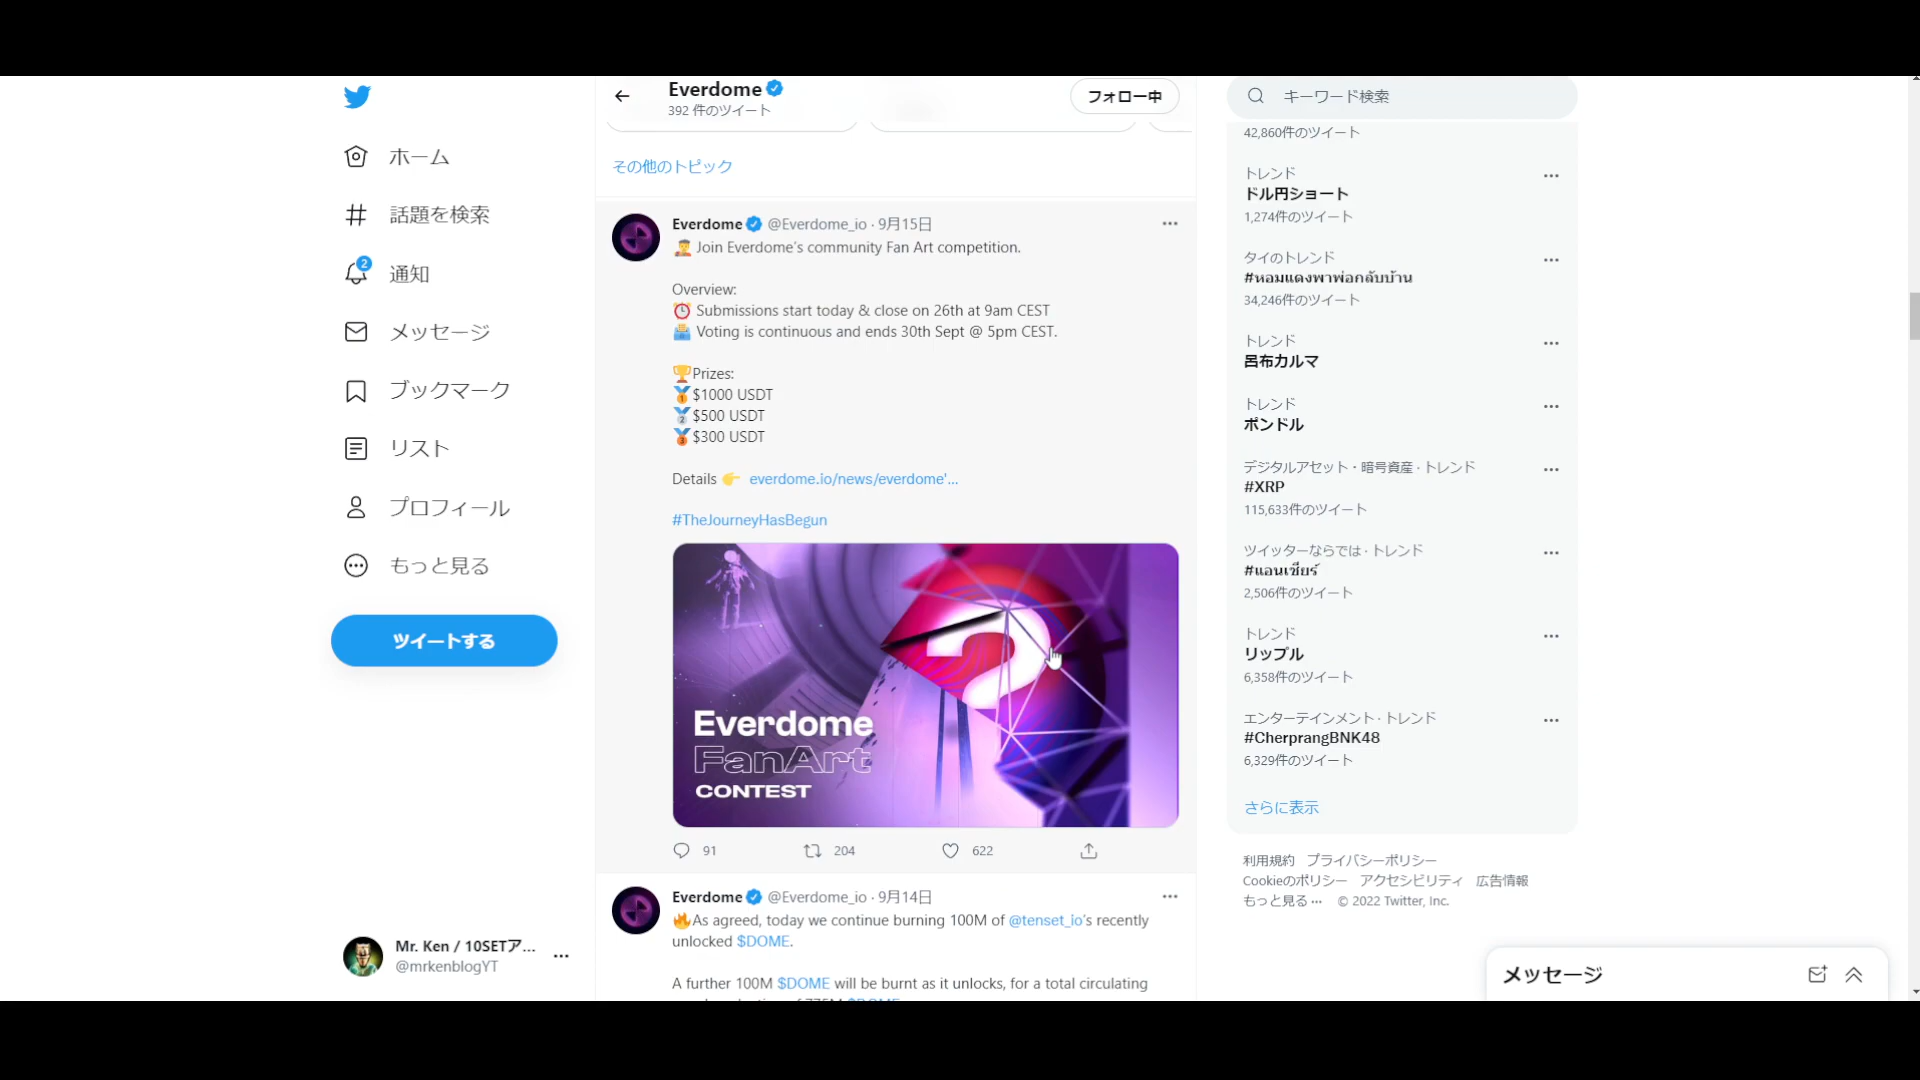 ホーム
話題を検索
2
通知
メッセージ
ブックマーク
リスト
プロフィール
もっと見る
ツイートする
Mr. Ken / 10SETア...
@mrkenblogYT
Everdome
392 件のツイート
フォロー中
その他のトピック
Everdome @Everdome_io · 9月15日
Join Everdome's community Fan Art competition.
Overview:
Submissions start today & close on 26th at 9am CEST
Voting is continuous and ends 30th Sept @ 5pm CEST.
Prizes:
$1000 USDT
$500 USDT
$300 USDT
Details everdome.io/news/everdome'...
#TheJourneyHasBegun
Everdome
FanArt
CONTEST
91 204 622
Everdome @Everdome_io · 9月14日
As agreed, today we continue burning 100M of @tenset_io's recently
unlocked $DOME.
A further 100M $DOME will be burnt as it unlocks, for a total circulating
キーワード検索
42,860件のツイート
トレンド
ドル円ショート
1,274件のツイート
タイのトレンド
#หอมแดงพาพ่อกลับบ้าน
34,246件のツイート
トレンド
呂布カルマ
トレンド
ポンドル
デジタルアセット・暗号資産 · トレンド
#XRP
115,633件のツイート
ツイッターならでは · トレンド
#แอนเชียร์
2,506件のツイート
トレンド
リップル
6,358件のツイート
エンターテインメント · トレンド
#CherprangBNK48
6,329件のツイート
さらに表示
利用規約 プライバシーポリシー
Cookieのポリシー アクセシビリティ 広告情報
もっと見る ... © 2022 Twitter, Inc.
メッセージ